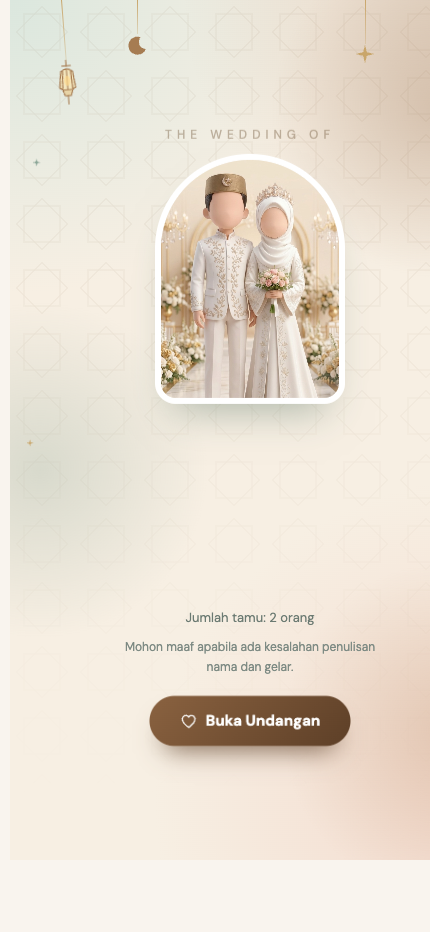 THE WEDDING OF
Jumlah tamu: 2 orang
Mohon maaf apabila ada kesalahan penulisan
nama dan gelar.
Buka Undangan